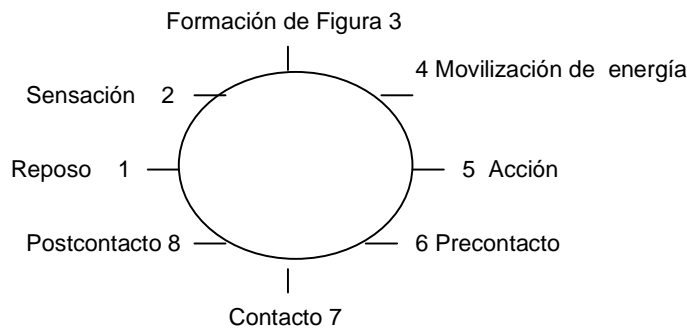 Formación de Figura 3
4 Movilización de energía
Sensación 2
Reposo 1
5 Acción
Postcontacto 8
6 Precontacto
Contacto 7